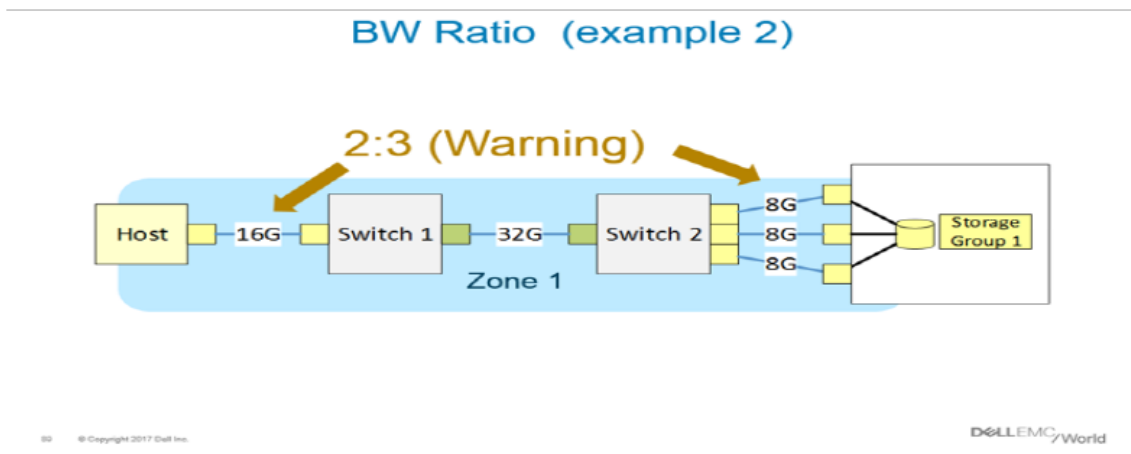 BW Ratio (example 2)
2:3 (Warning)
Host
16G
Switch 1
32G
Switch 2
8G
8G
8G
Storage
Group 1
Zone 1
© Copyright 2017 Dell Inc.
DELLEMC/World